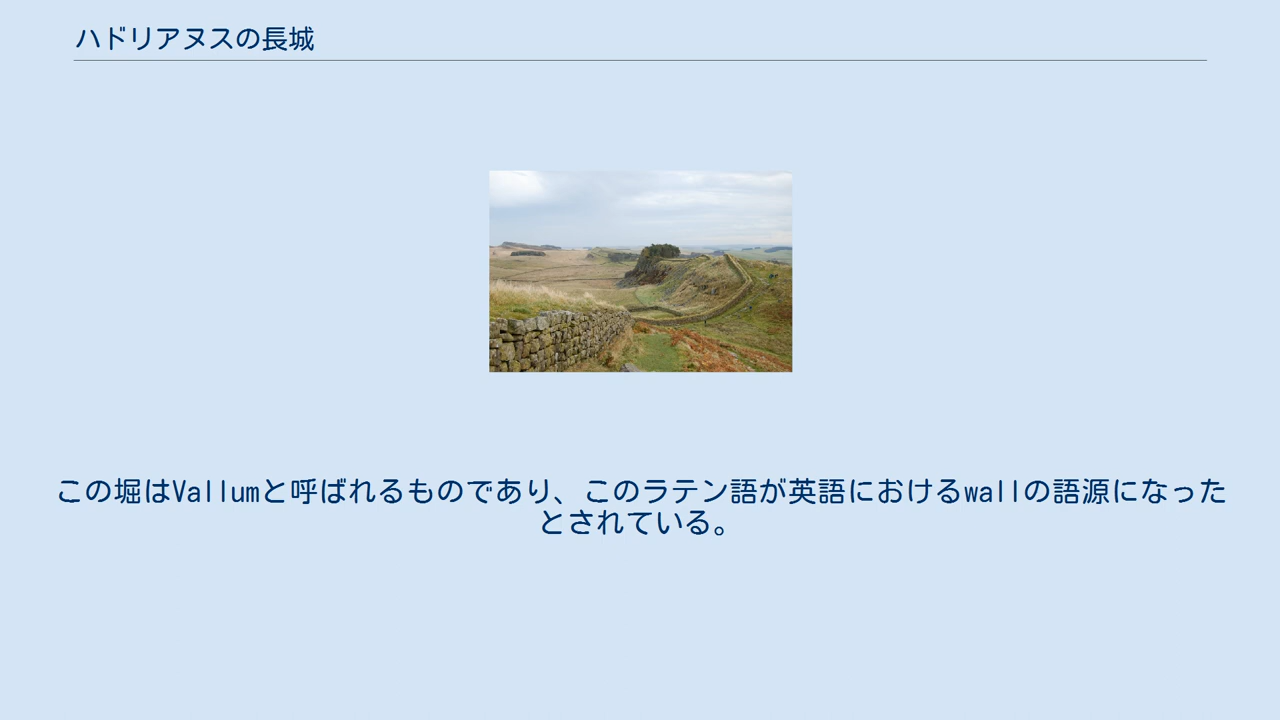 ハドリアヌスの長城
この堀はVallumと呼ばれるものであり、このラテン語が英語におけるwallの語源になった
とされている。